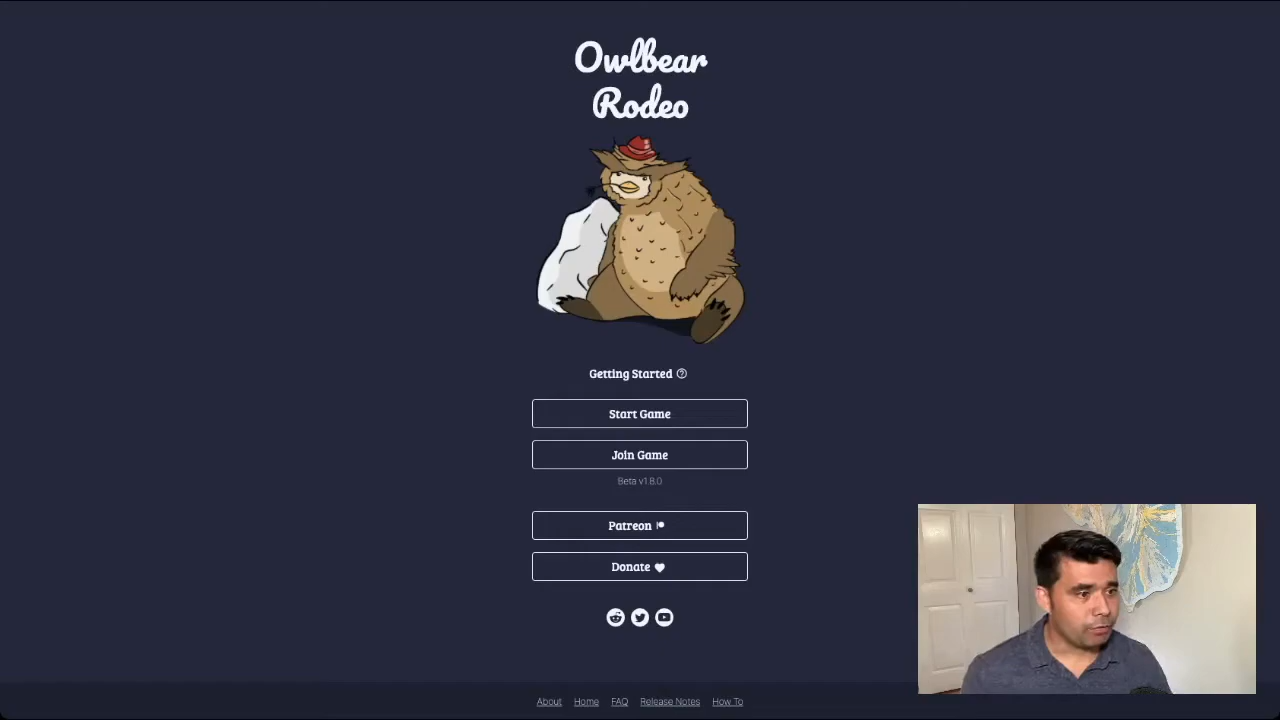 Owlbear
Rodeo
Getting Started
Start Game
Join Game
Beta v1.8.0
Patreon
Donate
About Home FAQ Release Notes How To